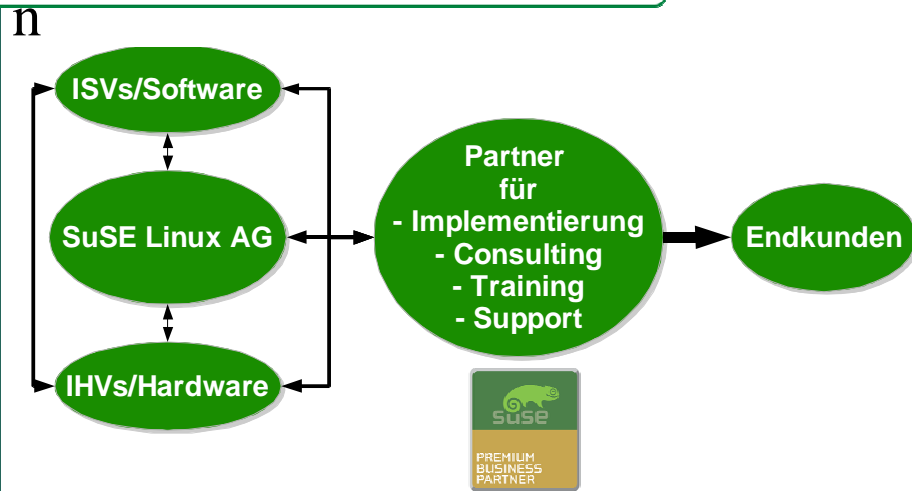 n
ISVs/Software
SuSE Linux AG
IHVs/Hardware
Partner
für
- Implementierung
- Consulting
- Training
- Support
Endkunden
suse
PREMIUM
BUSINESS
PARTNER